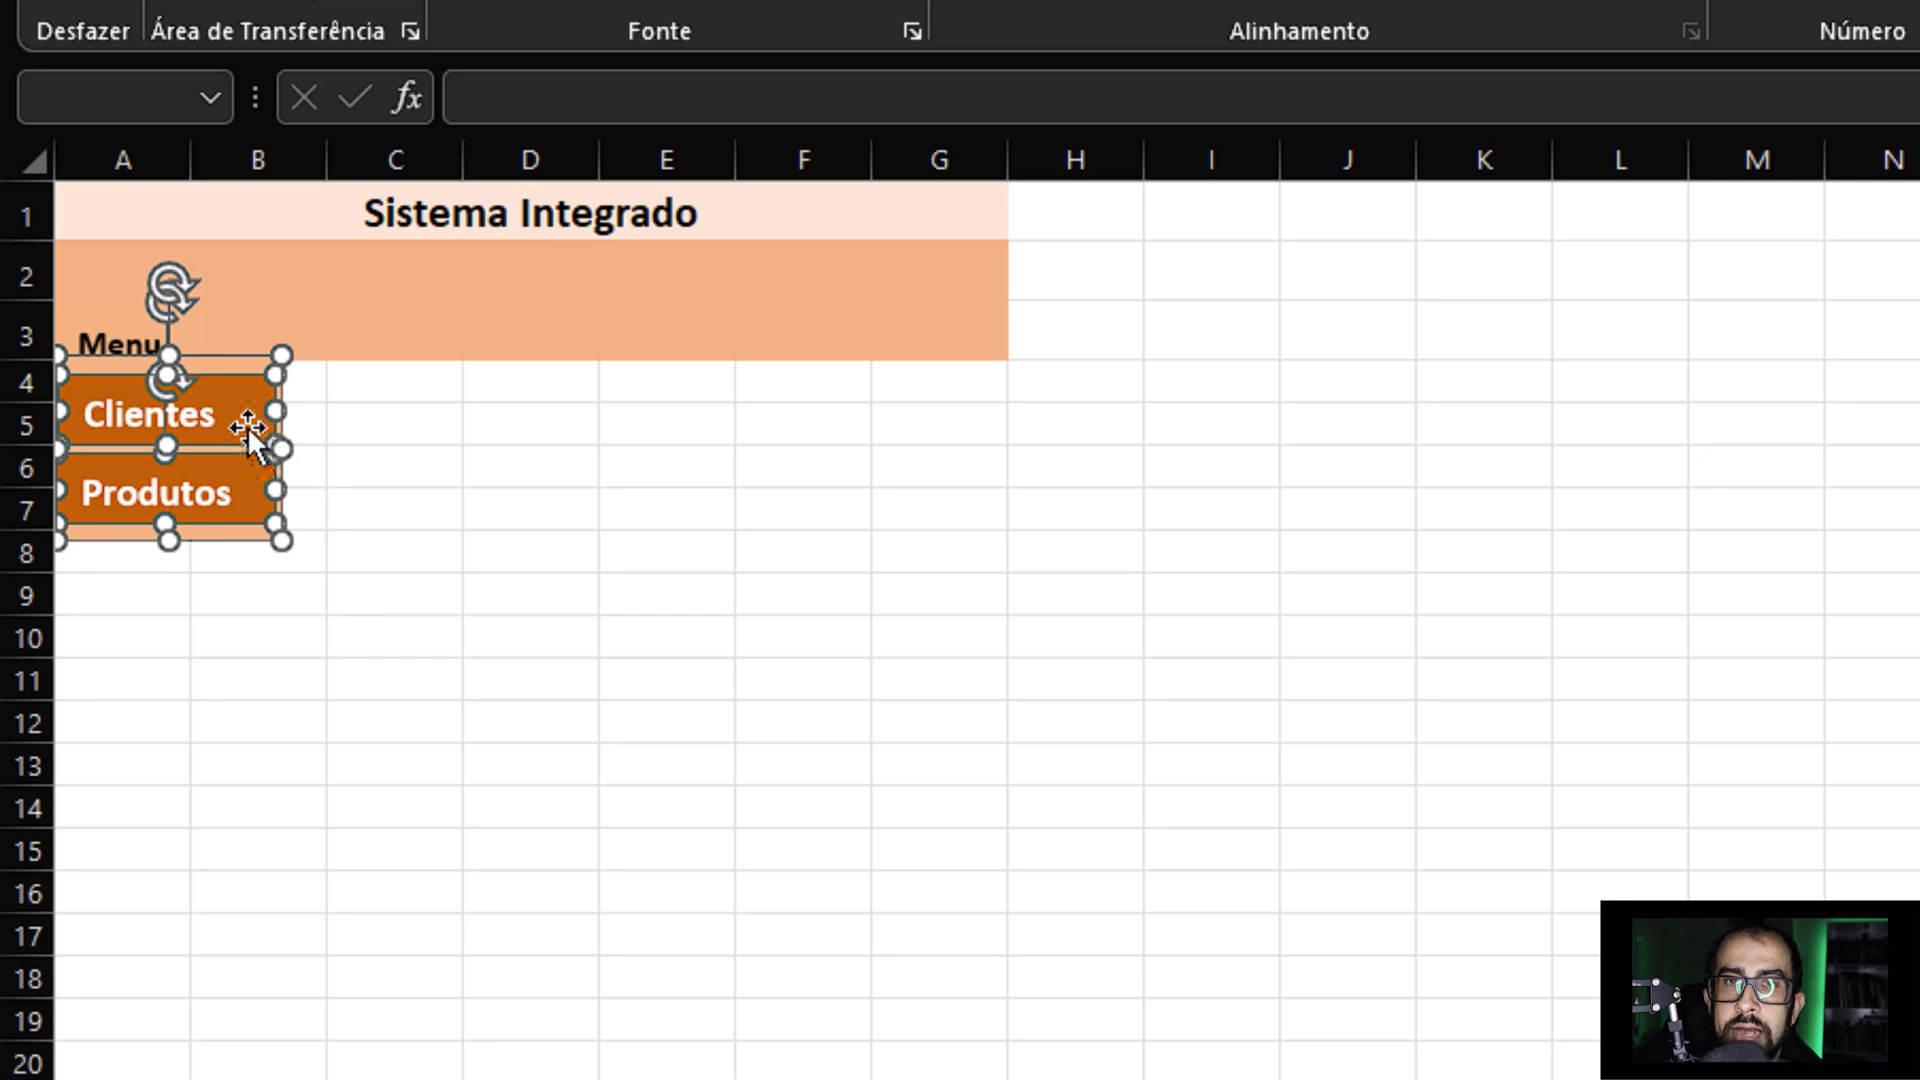 Desfazer Área de Transferência Fonte Alinhamento Número
fx
A B C D E F G H I J K L M N
1 Sistema Integrado
2
3 Menu
4
Clientes
5
6
Produtos
7
8
9
10
11
12
13
14
15
16
17
18
19
20